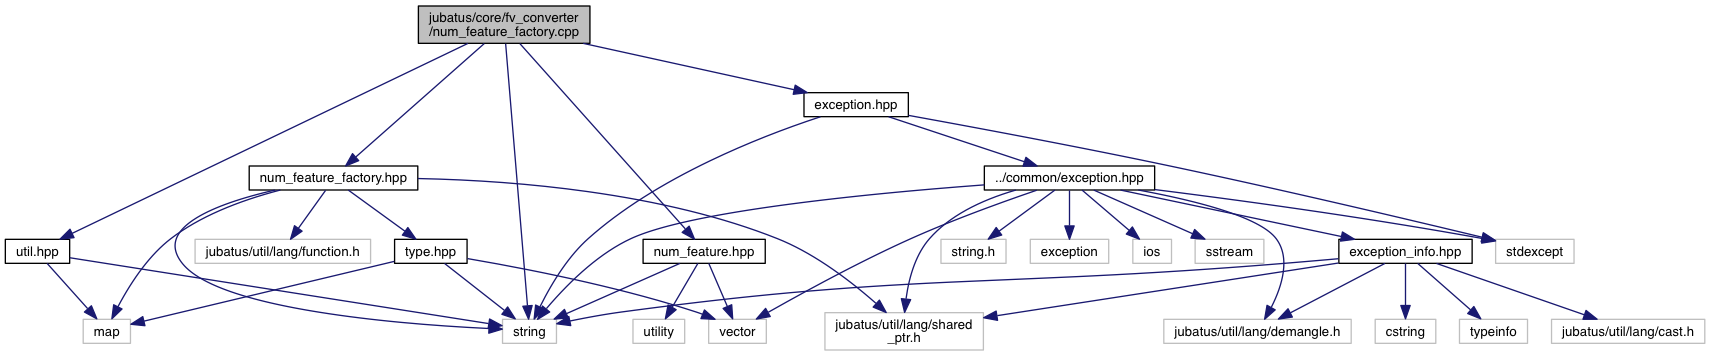 jubatus/core/fv_converter
/num_feature_factory.cpp
exception.hpp
num_feature_factory.hpp
../common/exception.hpp
util.hpp
jubatus/util/lang/function.h
type.hpp
num_feature.hpp
string.h
exception
ios
sstream
exception_info.hpp
stdexcept
map
string
utility
vector
jubatus/util/lang/shared
_ptr.h
jubatus/util/lang/demangle.h
cstring
typeinfo
jubatus/util/lang/cast.h